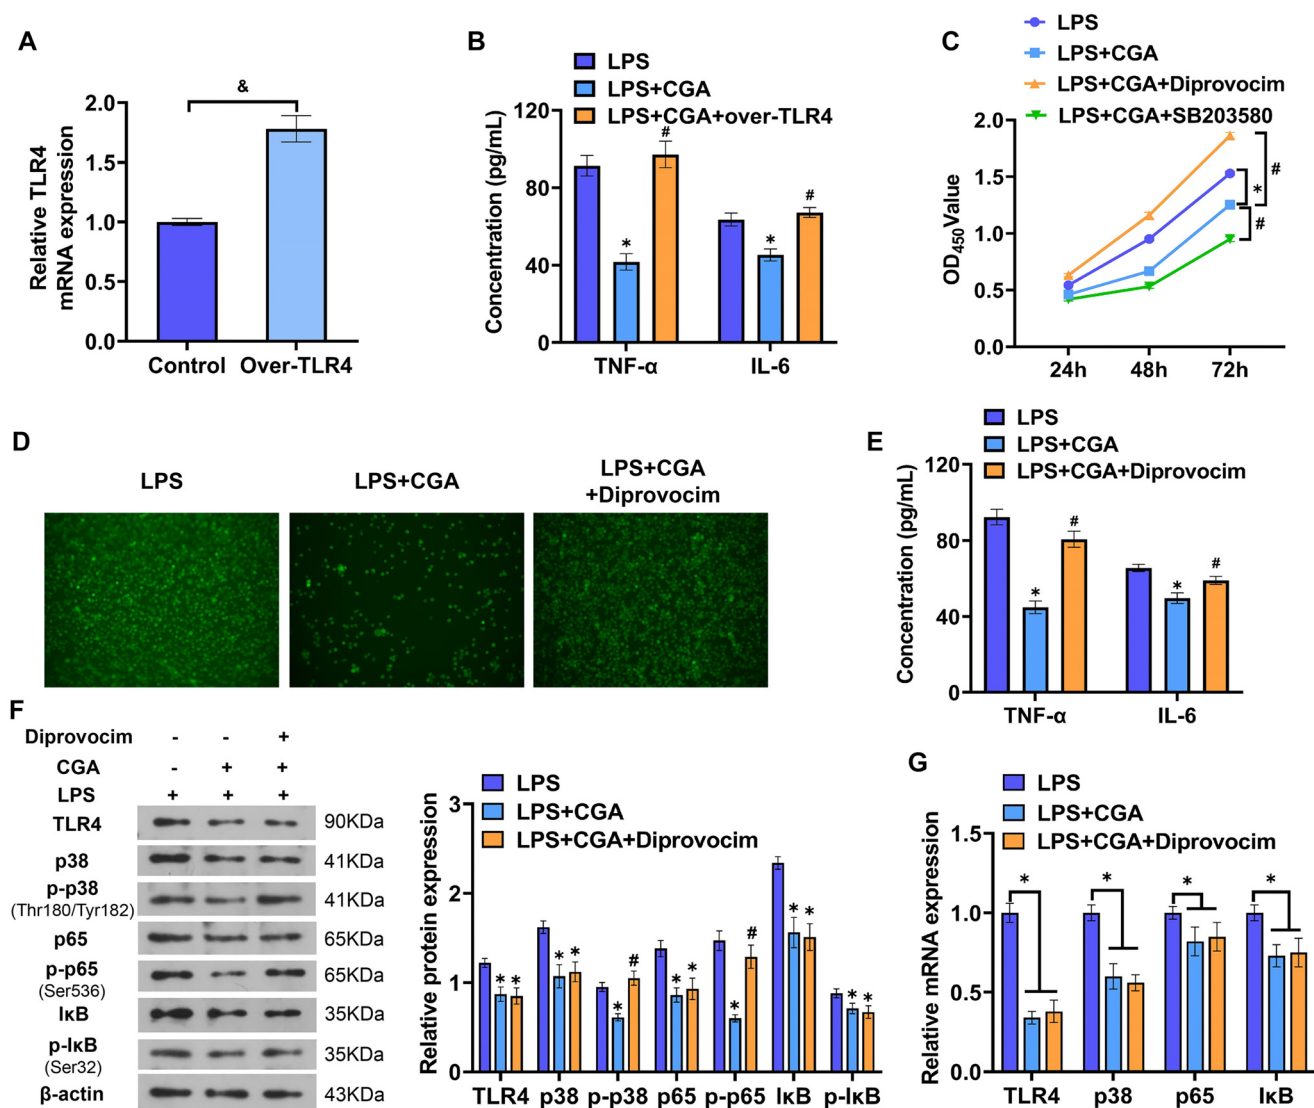 A
&
Relative TLR4
mRNA expression
2.0
1.5
1.0
0.5
0.0
Control Over-TLR4
B
LPS
LPS+CGA
LPS+CGA+over-TLR4
Concentration (pg/mL)
120
80
40
0
* # * #
TNF-α IL-6
C
LPS
LPS+CGA
LPS+CGA+Diprovocim
LPS+CGA+SB203580
OD450 Value
2.0
1.5
1.0
0.5
0.0
#
*
#
24h 48h 72h
D
LPS
LPS+CGA
LPS+CGA
+Diprovocim
E
LPS
LPS+CGA
LPS+CGA+Diprovocim
Concentration (pg/mL)
120
80
40
0
* # * #
TNF-α IL-6
F
Diprovocim - - +
CGA - + +
LPS + + +
TLR4 90KDa
p38 41KDa
p-p38 41KDa
(Thr180/Tyr182)
p65 65KDa
p-p65 65KDa
(Ser536)
IκB 35KDa
p-IκB 35KDa
(Ser32)
β-actin 43KDa
LPS
LPS+CGA
LPS+CGA+Diprovocim
Relative protein expression
3
2
1
0
* * * * * # * * * # * * * *
TLR4 p38 p-p38 p65 p-p65 IκB p-IκB
G
LPS
LPS+CGA
LPS+CGA+Diprovocim
Relative mRNA expression
1.5
1.0
0.5
0.0
* * * *
TLR4 p38 p65 IκB